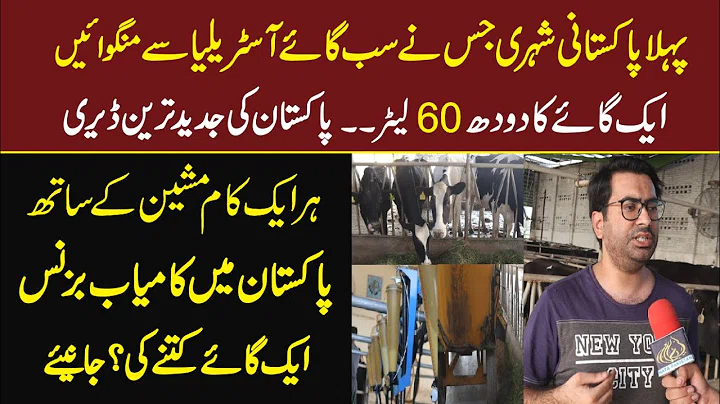 پہلا پاکستانی شہری جس نے سب گائے آسٹریلیا سے منگوائیں
ایک گائے کا دودھ 60 لیٹر۔۔ پاکستان کی جدید ترین ڈیری
ہر ایک کام مشین کے ساتھ
پاکستان میں کامیاب بزنس
ایک گائے کتنے کی؟ جانیئے
NEW YO
CITY